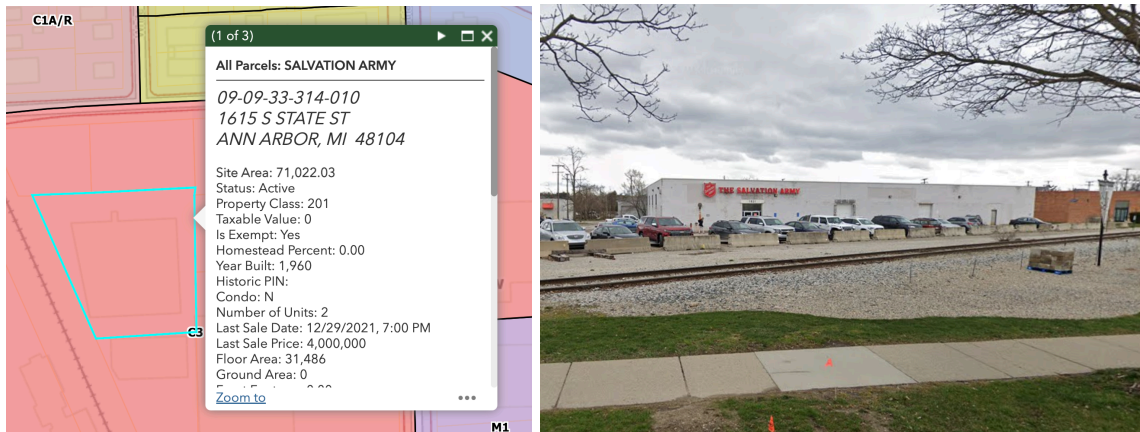 C1A/R
(1 of 3)
All Parcels: SALVATION ARMY
09-09-33-314-010
1615 S STATE ST
ANN ARBOR, MI 48104
Site Area: 71,022.03
Status: Active
Property Class: 201
Taxable Value: 0
Is Exempt: Yes
Homestead Percent: 0.00
Year Built: 1,960
Historic PIN:
Condo: N
Number of Units: 2
Last Sale Date: 12/29/2021, 7:00 PM
Last Sale Price: 4,000,000
Floor Area: 31,486
Ground Area: 0
Zoom to
C3
M1
THE SALVATION ARMY